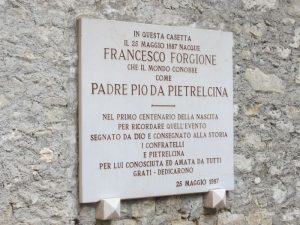 IN QUESTA CASETTA
IL 25 MAGGIO 1887 NACQUE
FRANCESCO FORGIONE
CHE IL MONDO CONOBBE
COME
PADRE PIO DA PIETRELCINA
NEL PRIMO CENTENARIO DELLA NASCITA
PER RICORDARE QUELL'EVENTO
SEGNATO DA DIO E CONSEGNATO ALLA STORIA
I CONFRATELLI
E PIETRELCINA
PER LUI CONOSCIUTA ED AMATA DA TUTTI
GRATI - DEDICARONO
25 MAGGIO 1987